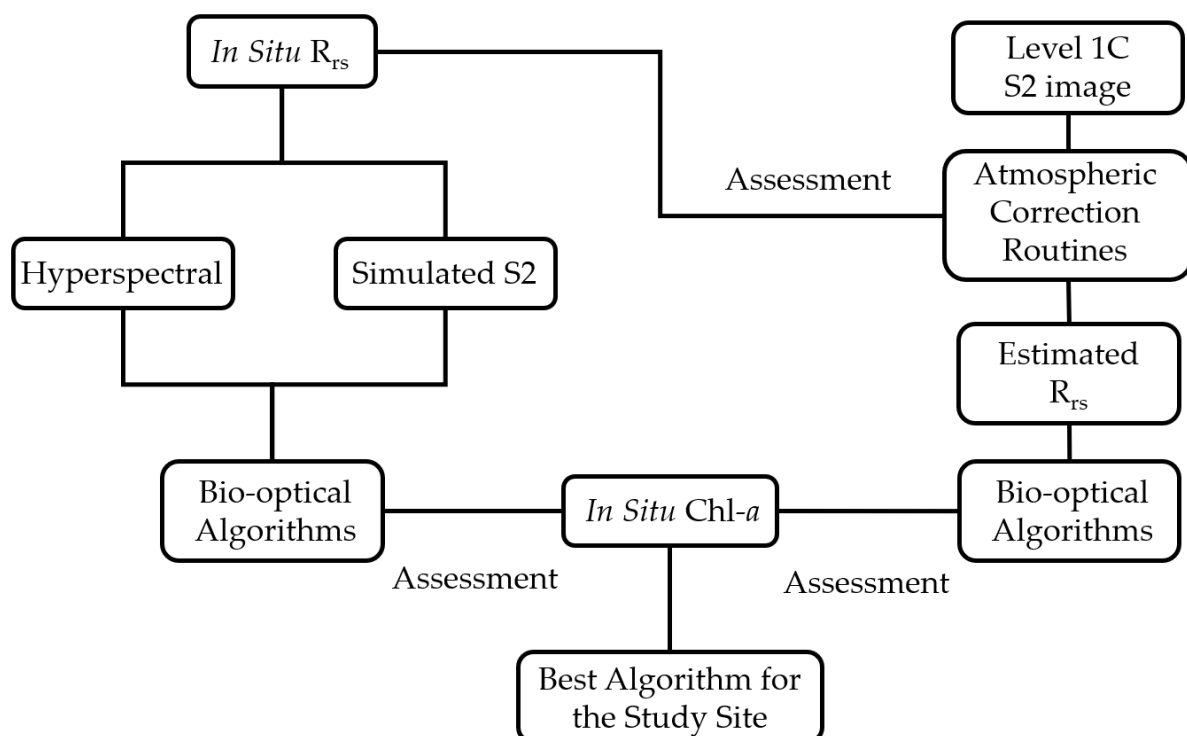 In Situ Rrs
Level 1C
S2 image
Assessment
Atmospheric
Correction
Routines
Hyperspectral
Simulated S2
Estimated
Rrs
Bio-optical
Algorithms
In Situ Chl-a
Bio-optical
Algorithms
Assessment
Assessment
Best Algorithm for
the Study Site